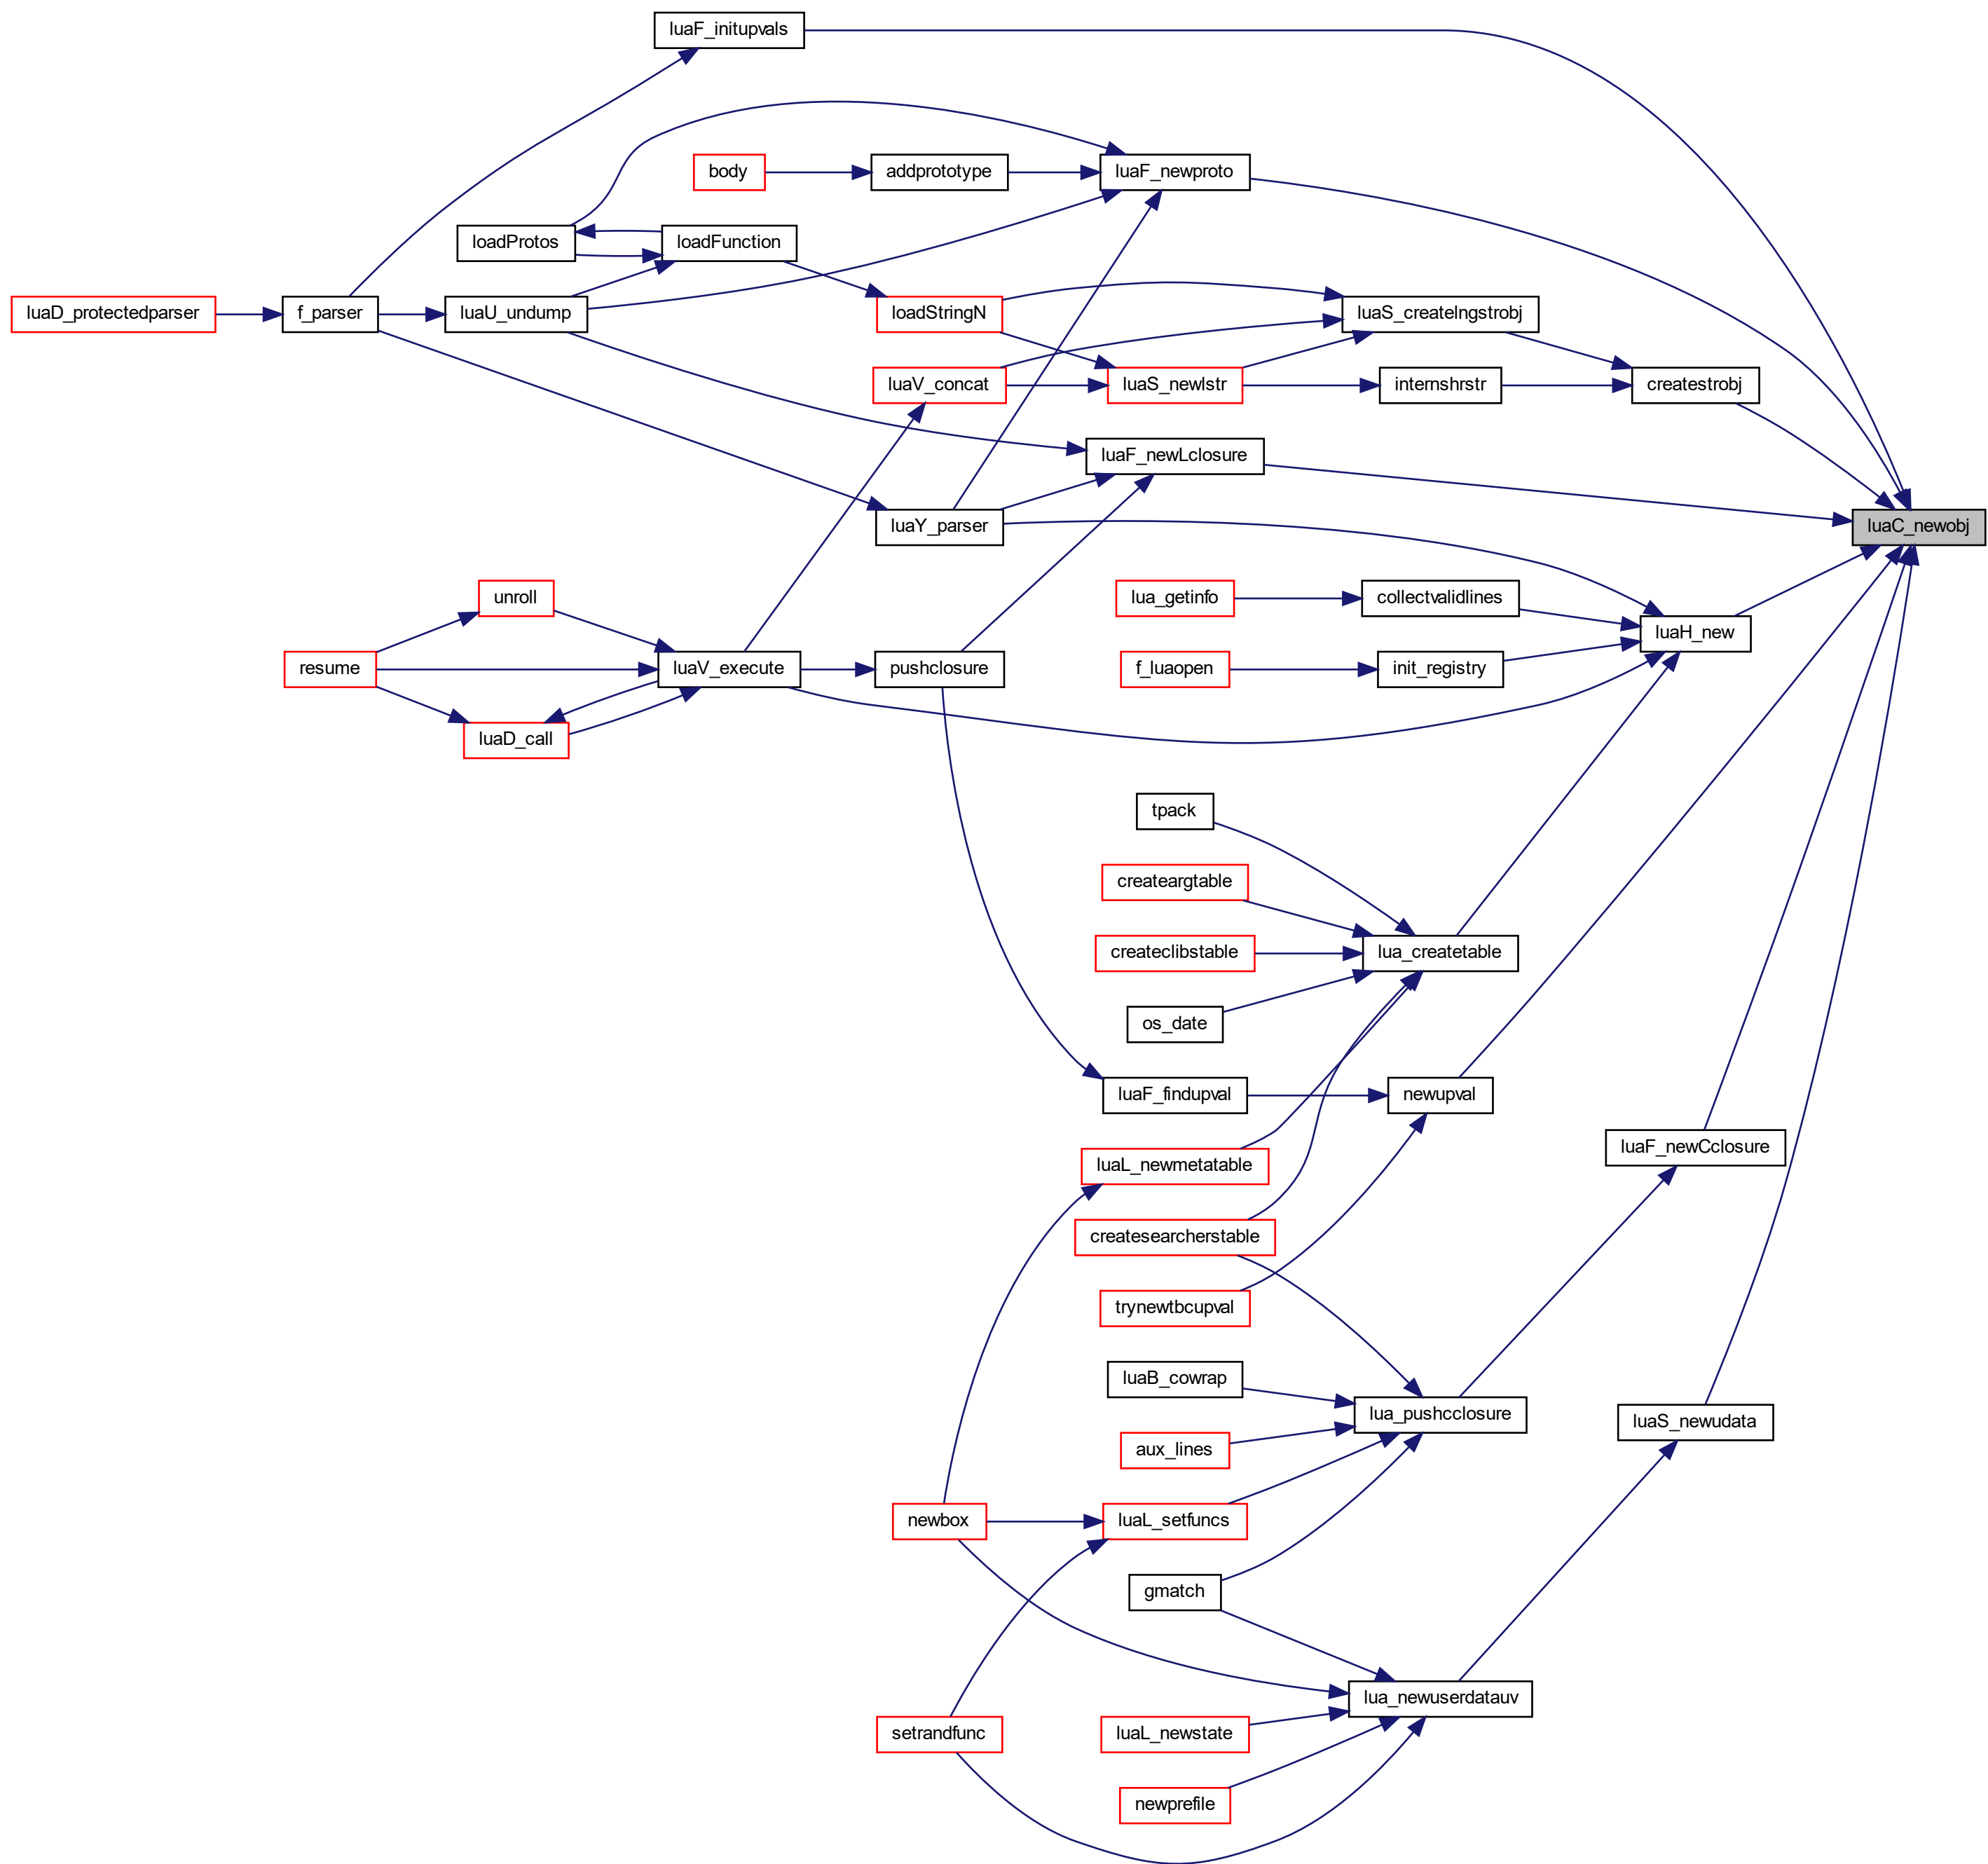 luaF_initupvals
body
addprototype
luaF_newproto
loadProtos
loadFunction
luaD_protectedparser
f_parser
luaU_undump
loadStringN
luaS_createlngstrobj
luaV_concat
luaS_newlstr
internshrstr
createstrobj
luaF_newLclosure
luaY_parser
luaC_newobj
unroll
lua_getinfo
collectvalidlines
luaH_new
resume
luaV_execute
pushclosure
f_luaopen
init_registry
luaD_call
tpack
createargtable
createclibstable
lua_createtable
os_date
luaF_findupval
newupval
luaF_newCclosure
luaL_newmetatable
createsearcherstable
trynewtbcupval
luaB_cowrap
lua_pushcclosure
luaS_newudata
aux_lines
newbox
luaL_setfuncs
gmatch
lua_newuserdatauv
setrandfunc
luaL_newstate
newprefile